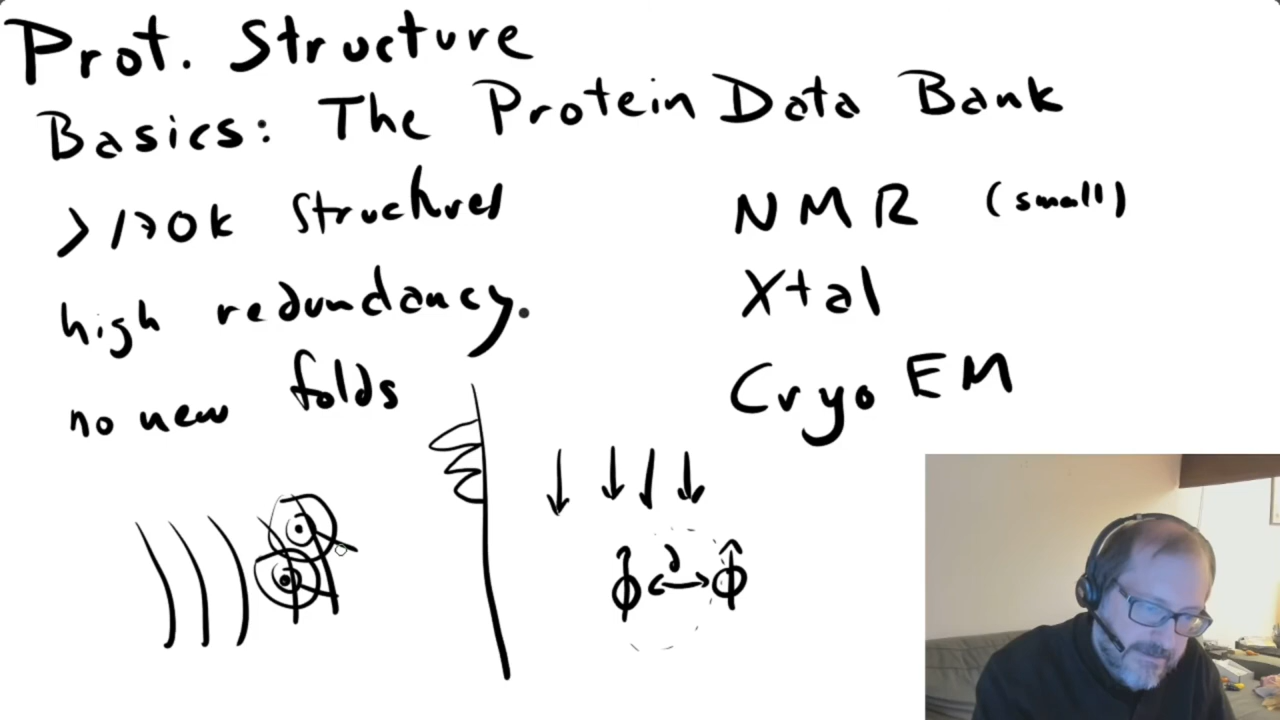 Prot. Structure
Basics: The Protein Data Bank
>170k structures
high redundancy.
no new folds
NMR (small)
Xtal
Cryo EM
d